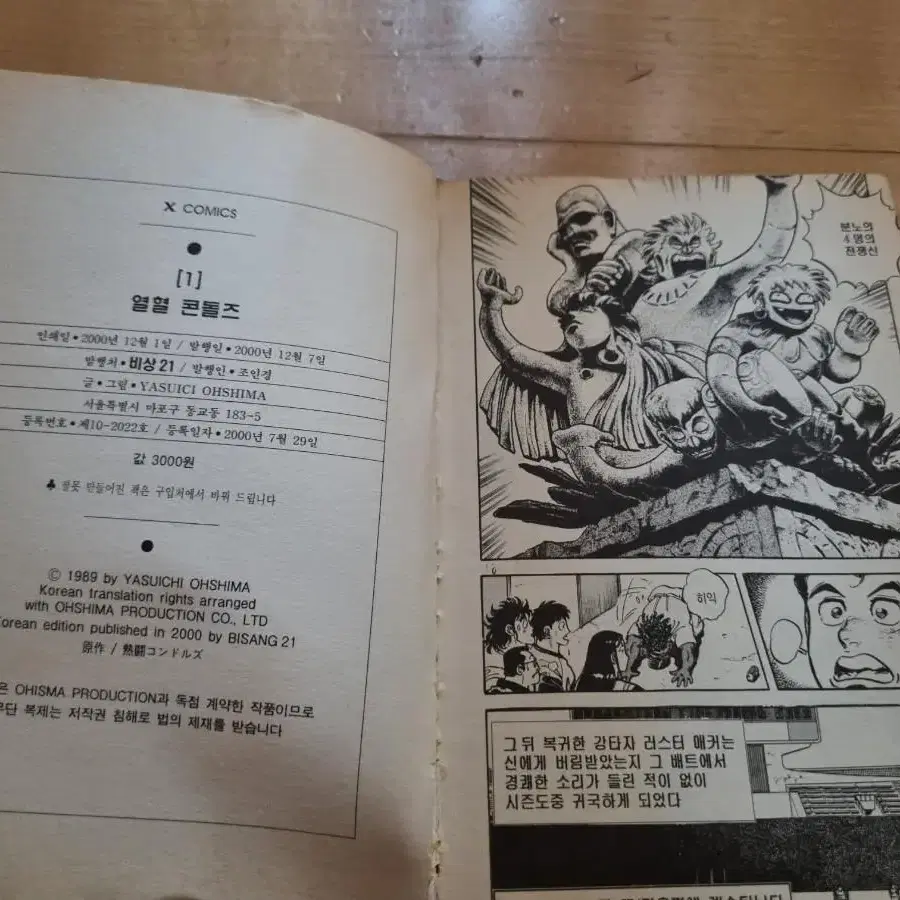 X COMICS
[1]
열혈 콘돌즈
인쇄일 • 2000년 12월 1일 / 발행일 • 2000년 12월 7일
발행처 • 비상21 / 발행인 • 조인경
글 • 그림 • YASUICI OHSHIMA
서울특별시 마포구 동교동 183-5
등록번호 • 제10-2022호 / 등록일자 • 2000년 7월 29일
값 3000원
♣ 잘못 만들어진 책은 구입처에서 바꿔 드립니다
© 1989 by YASUICHI OHSHIMA
Korean translation rights arranged
with OHSHIMA PRODUCTION CO., LTD
Korean edition published in 2000 by BISANG 21
原作 / 熱闘コンドルズ
은 OHISMA PRODUCTION과 독점 계약한 작품이므로
무단 복제는 저작권 침해로 법의 제재를 받습니다
분노의
4명의
전쟁신
히익
그뒤 복귀한 강타자 러스터 매커는
신에게 버림받았는지 그 배트에서
경쾌한 소리가 들린 적이 없이
시즌도중 귀국하게 되었다